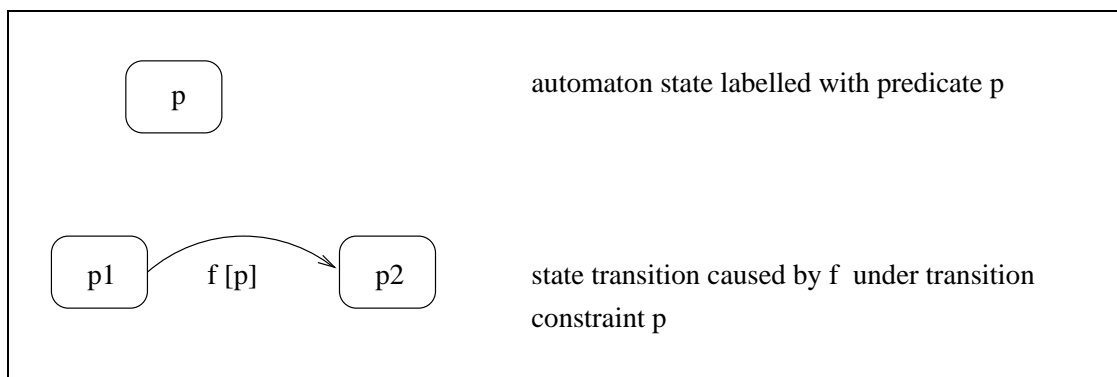 p
automaton state labelled with predicate p
p1
f [p]
p2
state transition caused by f under transition
constraint p